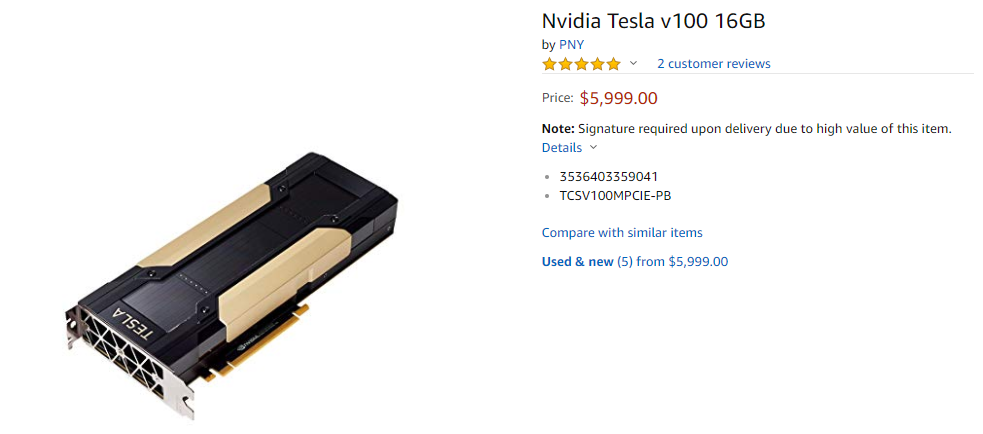 Nvidia Tesla v100 16GB
by PNY
2 customer reviews
Price: $5,999.00
Note: Signature required upon delivery due to high value of this item.
Details
3536403359041
TCSV100MPCIE-PB
Compare with similar items
Used & new (5) from $5,999.00
TESLA